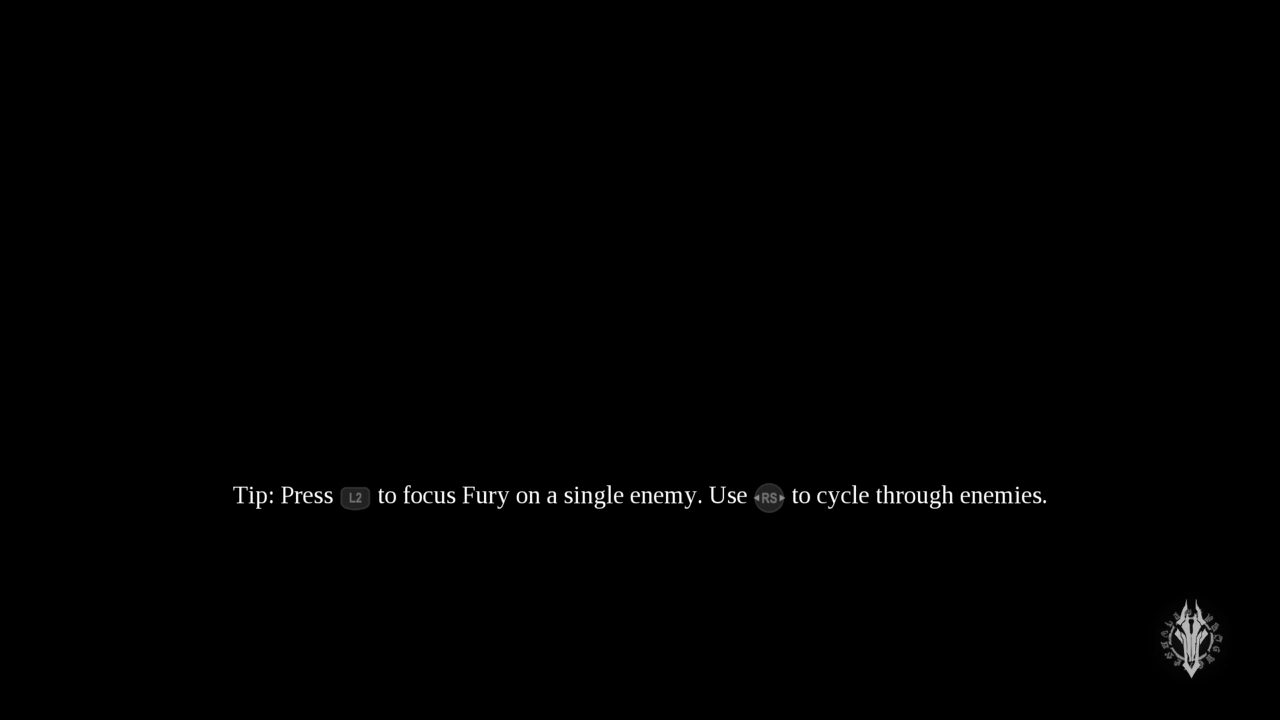 Tip: Press L2 to focus Fury on a single enemy. Use RS to cycle through enemies.